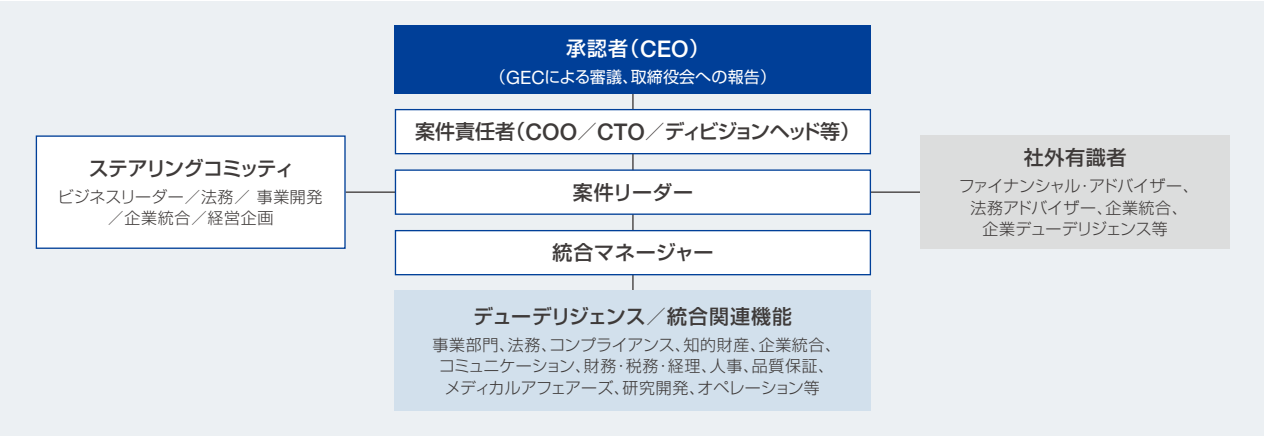 承認者（CEO）
（GECによる審議、取締役会への報告）
案件責任者（COO／CTO／ディビジョンヘッド等）
ステアリングコミッティ
ビジネスリーダー／法務／ 事業開発
／企業統合／経営企画
案件リーダー
社外有識者
ファイナンシャル・アドバイザー、
法務アドバイザー、企業統合、
企業デューデリジェンス等
統合マネージャー
デューデリジェンス／統合関連機能
事業部門、法務、コンプライアンス、知的財産、企業統合、
コミュニケーション、財務・税務・経理、人事、品質保証、
メディカルアフェアーズ、研究開発、オペレーション等